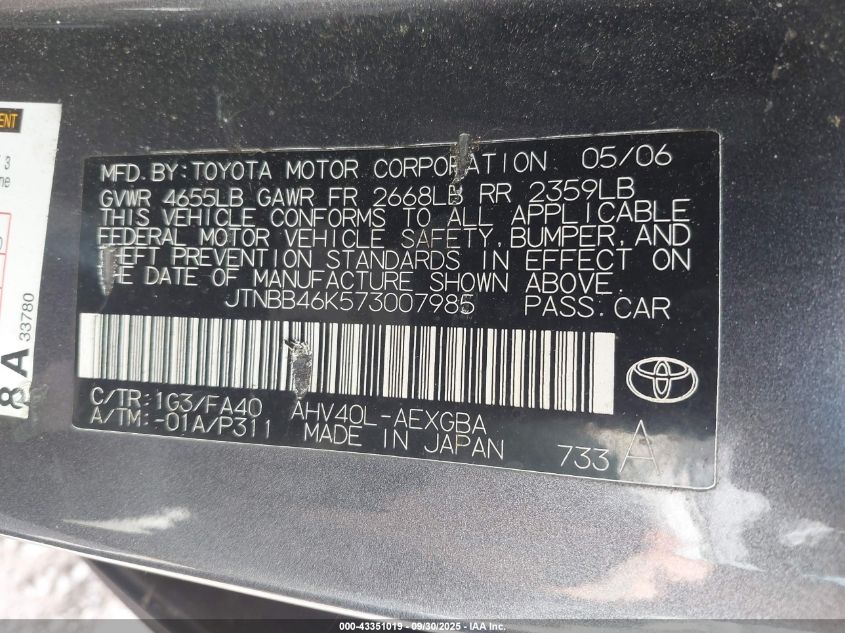 MFD.BY:TOYOTA MOTOR CORPORATION 05/06
GVWR 4655LB GAWR FR 2668LB RR 2359LB
THIS VEHICLE CONFORMS TO ALL APPLICABLE
FEDERAL MOTOR VEHICLE SAFETY, BUMPER, AND
THEFT PREVENTION STANDARDS IN EFFECT ON
THE DATE OF MANUFACTURE SHOWN ABOVE.
JTNBB46K573007985 PASS.CAR
C/TR:1G3/FA40 AHV40L-AEXGBA
A/TM:-01A/P311 MADE IN JAPAN
733 A
8 A 33780
000-43351019 - 09/30/2025 - IAA Inc.